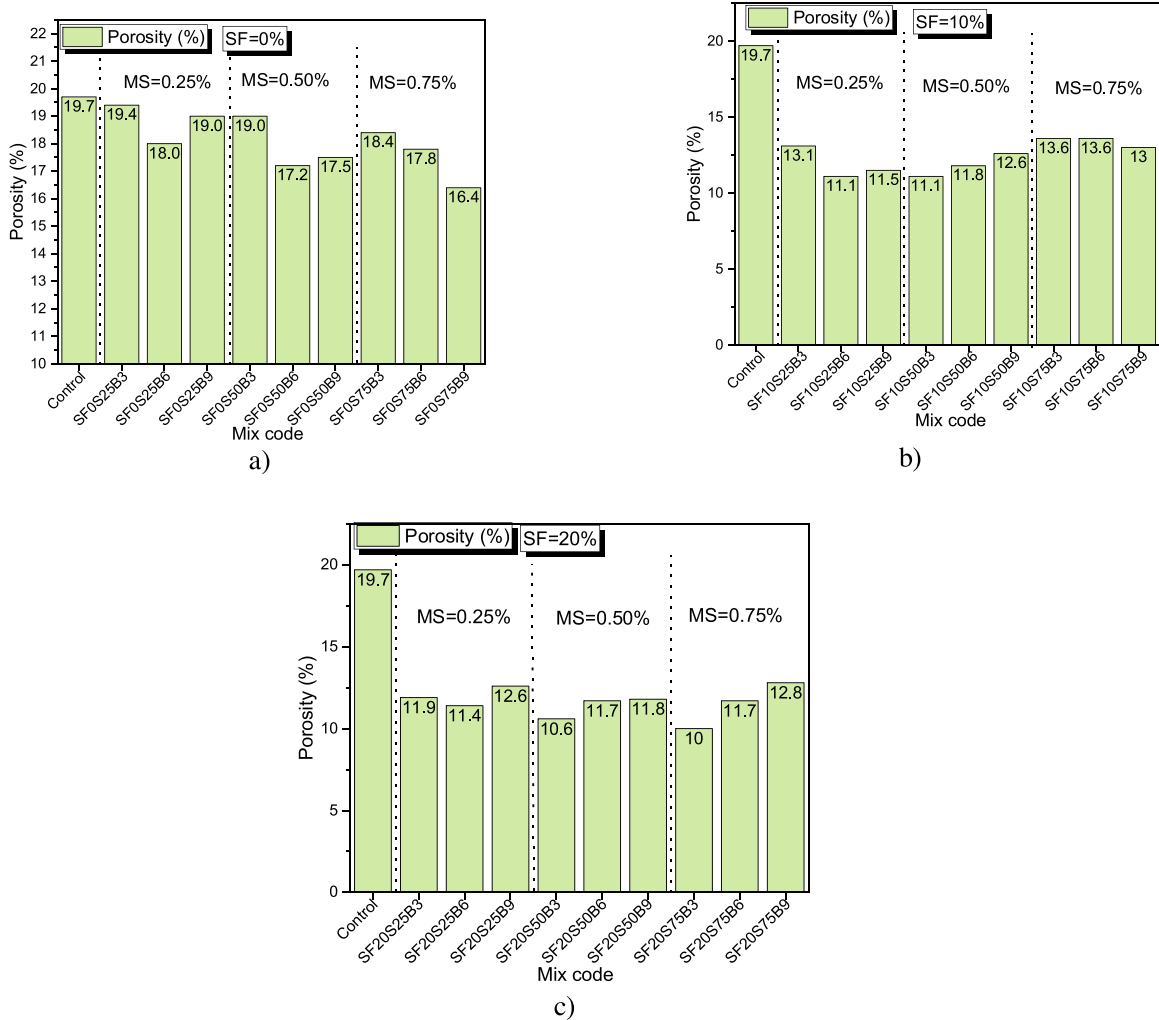 Porosity (%) SF=0%
MS=0.25% MS=0.50% MS=0.75%
Porosity (%)
22
21
20
19
18
17
16
15
14
13
12
11
10
19.7 19.4 18.0 19.0 19.0 17.2 17.5 18.4 17.8 16.4
Control SF0S25B3 SF0S25B6 SF0S25B9 SF0S50B3 SF0S50B6 SF0S50B9 SF0S75B3 SF0S75B6 SF0S75B9
Mix code
a)
Porosity (%) SF=10%
MS=0.25% MS=0.50% MS=0.75%
Porosity (%)
20
15
10
5
0
19.7 13.1 11.1 11.5 11.1 11.8 12.6 13.6 13.6 13
Control SF10S25B3 SF10S25B6 SF10S25B9 SF10S50B3 SF10S50B6 SF10S50B9 SF10S75B3 SF10S75B6 SF10S75B9
Mix code
b)
Porosity (%) SF=20%
MS=0.25% MS=0.50% MS=0.75%
Porosity (%)
20
15
10
5
0
19.7 11.9 11.4 12.6 10.6 11.7 11.8 10 11.7 12.8
Control SF20S25B3 SF20S25B6 SF20S25B9 SF20S50B3 SF20S50B6 SF20S50B9 SF20S75B3 SF20S75B6 SF20S75B9
Mix code
c)